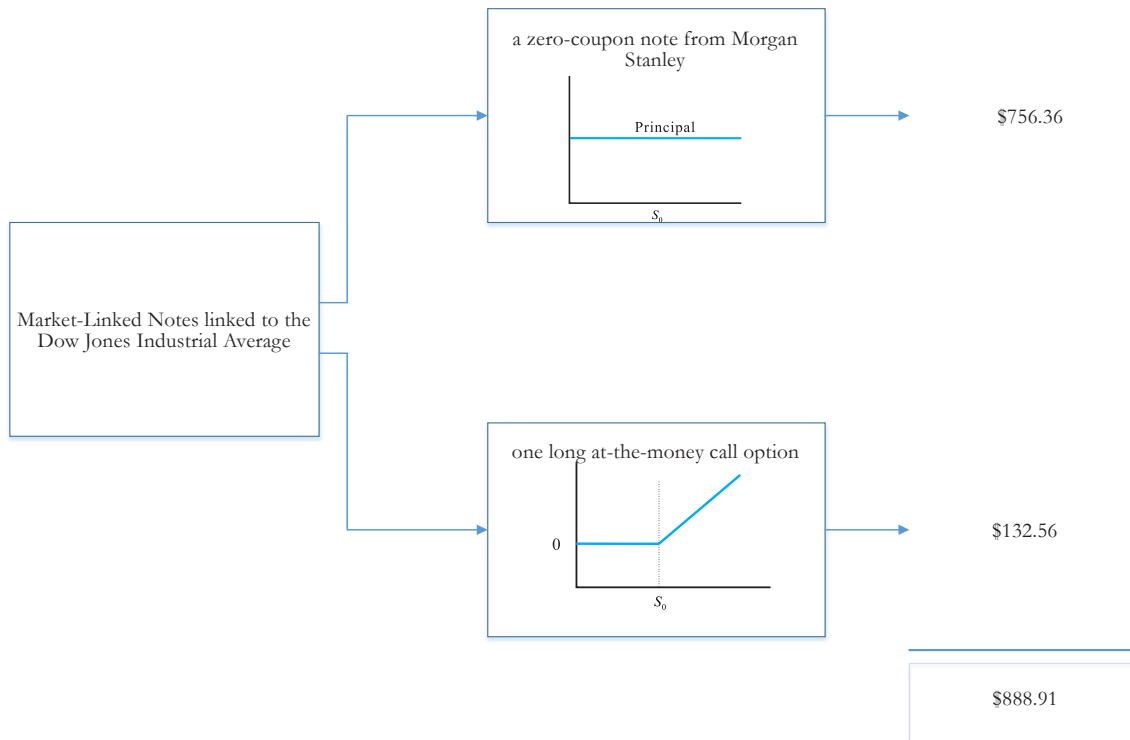 a zero-coupon note from Morgan
Stanley
Principal
S₀
$756.36
Market-Linked Notes linked to the
Dow Jones Industrial Average
one long at-the-money call option
0
S₀
$132.56
$888.91